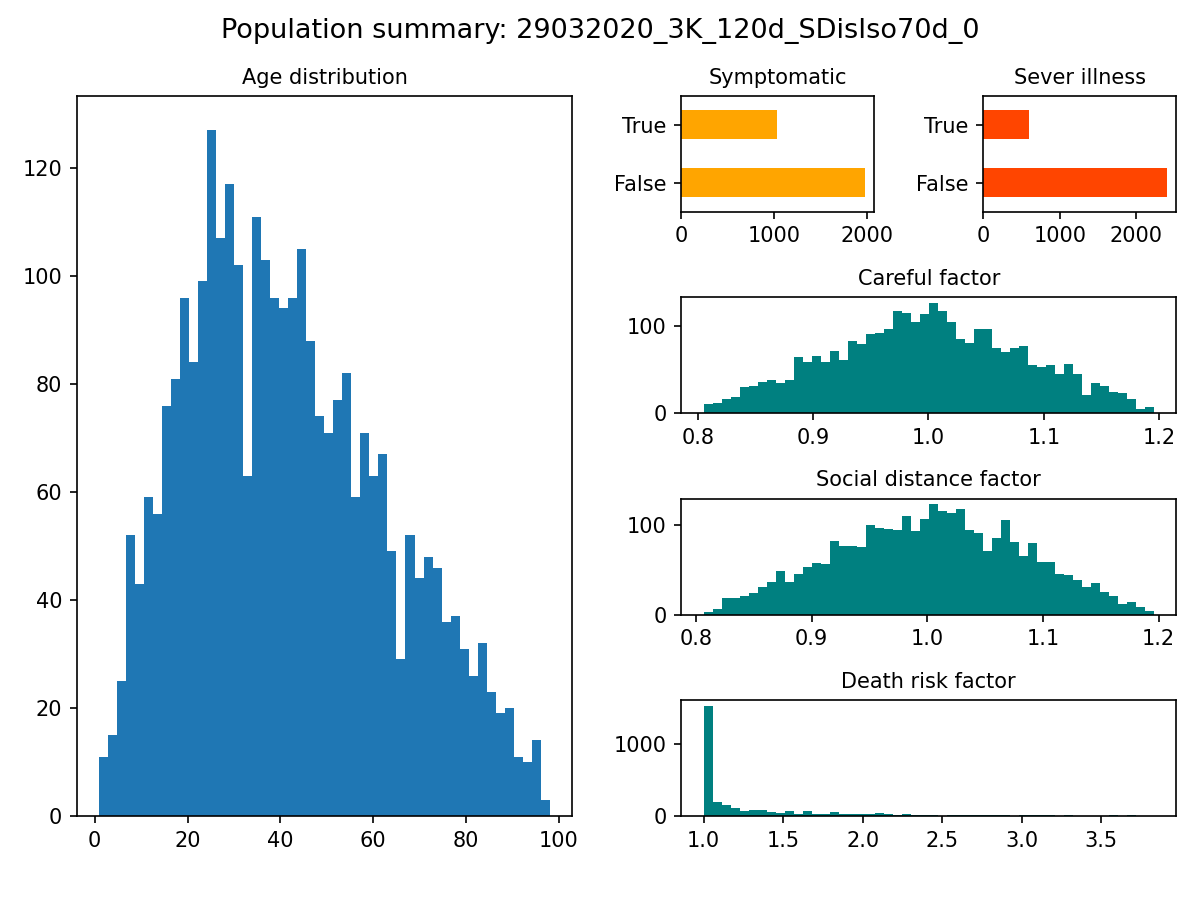 Population summary: 29032020_3K_120d_SDisIso70d_0
Age distribution
120
100
80
60
40
20
0
0 20 40 60 80 100
Symptomatic
True
False
0 1000 2000
Sever illness
True
False
0 1000 2000
Careful factor
100
0
0.8 0.9 1.0 1.1 1.2
Social distance factor
100
0
0.8 0.9 1.0 1.1 1.2
Death risk factor
1000
0
1.0 1.5 2.0 2.5 3.0 3.5